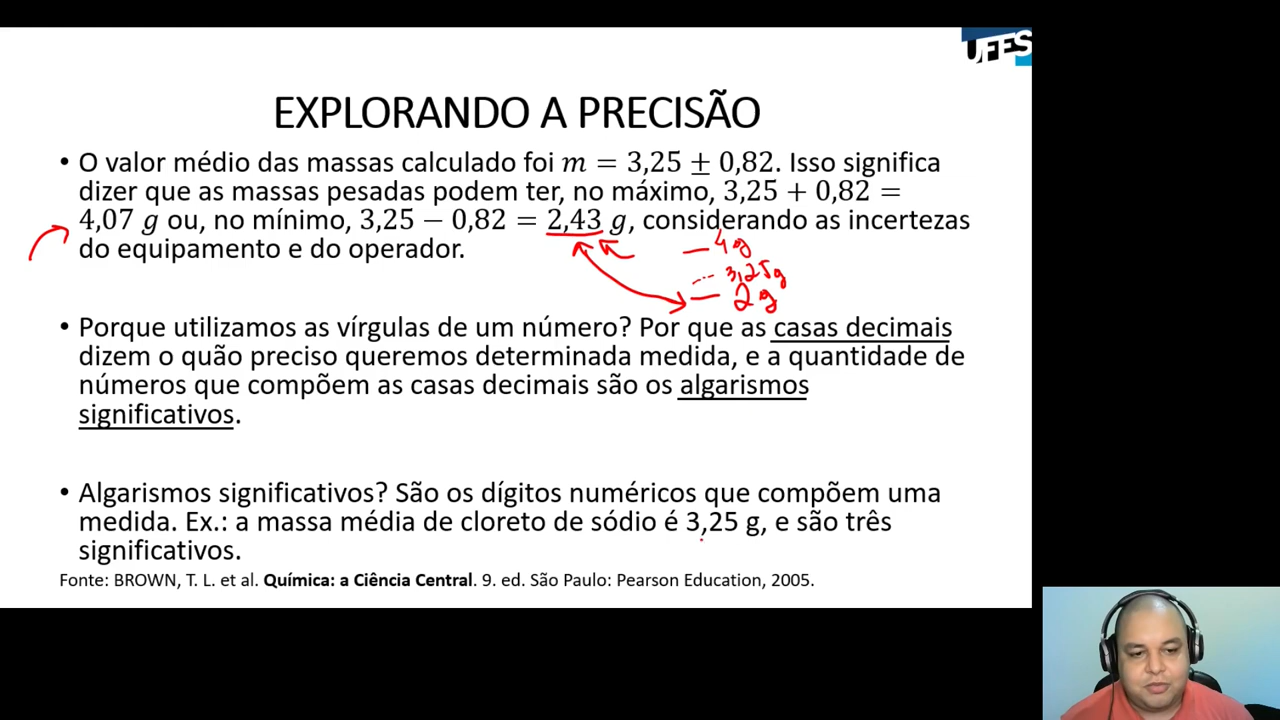 UFES
EXPLORANDO A PRECISÃO
• O valor médio das massas calculado foi m = 3,25 ± 0,82. Isso significa
dizer que as massas pesadas podem ter, no máximo, 3,25 + 0,82 =
4,07 g ou, no mínimo, 3,25 − 0,82 = 2,43 g, considerando as incertezas
do equipamento e do operador.
4 g
3,25 g
2 g
• Porque utilizamos as vírgulas de um número? Por que as casas decimais
dizem o quão preciso queremos determinada medida, e a quantidade de
números que compõem as casas decimais são os algarismos
significativos.
• Algarismos significativos? São os dígitos numéricos que compõem uma
medida. Ex.: a massa média de cloreto de sódio é 3,25 g, e são três
significativos.
Fonte: BROWN, T. L. et al. Química: a Ciência Central. 9. ed. São Paulo: Pearson Education, 2005.